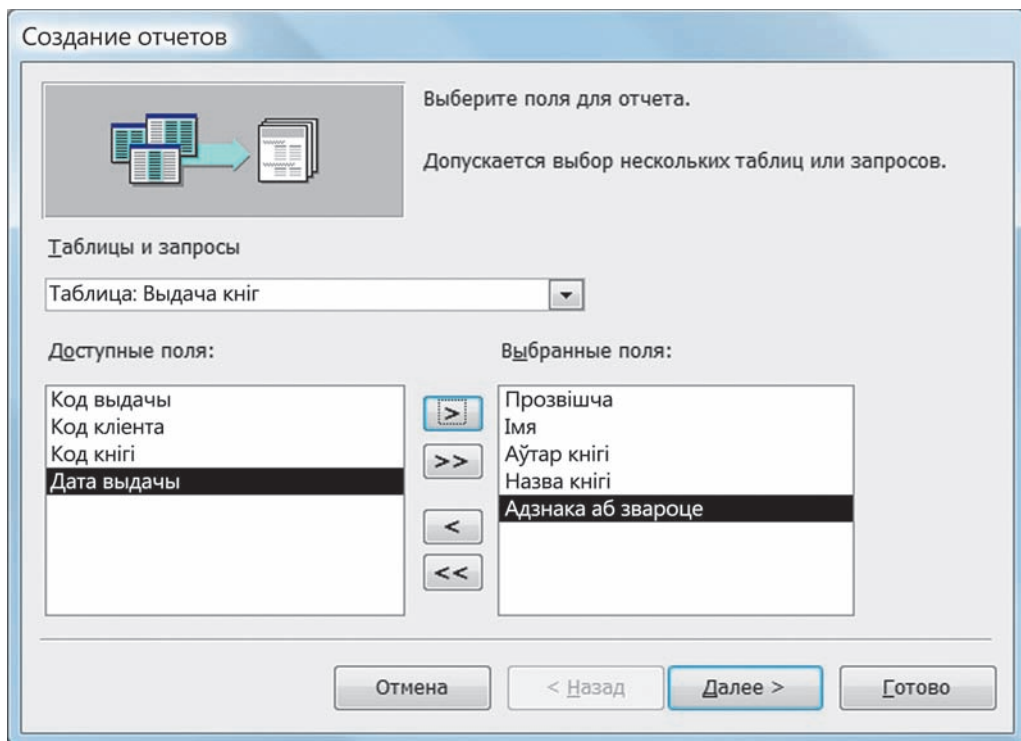 Создание отчетов
Выберите поля для отчета.
Допускается выбор нескольких таблиц или запросов.
Таблицы и запросы
Таблица: Выдача кніг
Доступные поля:
Выбранные поля:
Код выдачы
Код кліента
Код кнігі
Дата выдачы
>
>>
<
<<
Прозвішча
Імя
Аўтар кнігі
Назва кнігі
Адзнака аб звароце
Отмена
< Назад
Далее >
Готово